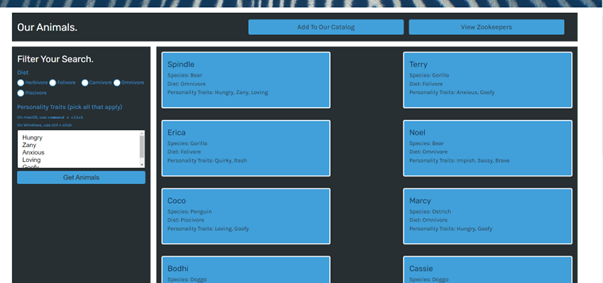 Our Animals.
Add To Our Catalog
View Zookeepers
Filter Your Search.
Diet
Herbivore Folivore Carnivore Omnivore
Piscivore
Personality Traits (pick all that apply)
On macOS, use command + click
On Windows, use ctrl + click
Hungry
Zany
Anxious
Loving
Goofy
Get Animals
Spindle
Species: Bear
Diet: Omnivore
Personality Traits: Hungry, Zany, Loving
Terry
Species: Gorilla
Diet: Folivore
Personality Traits: Anxious, Goofy
Erica
Species: Gorilla
Diet: Folivore
Personality Traits: Quirky, Rash
Noel
Species: Bear
Diet: Omnivore
Personality Traits: Impish, Sassy, Brave
Coco
Species: Penguin
Diet: Piscivore
Personality Traits: Loving, Goofy
Marcy
Species: Ostrich
Diet: Omnivore
Personality Traits: Hungry, Goofy
Bodhi
Species: Doggo
Cassie
Species: Doggo